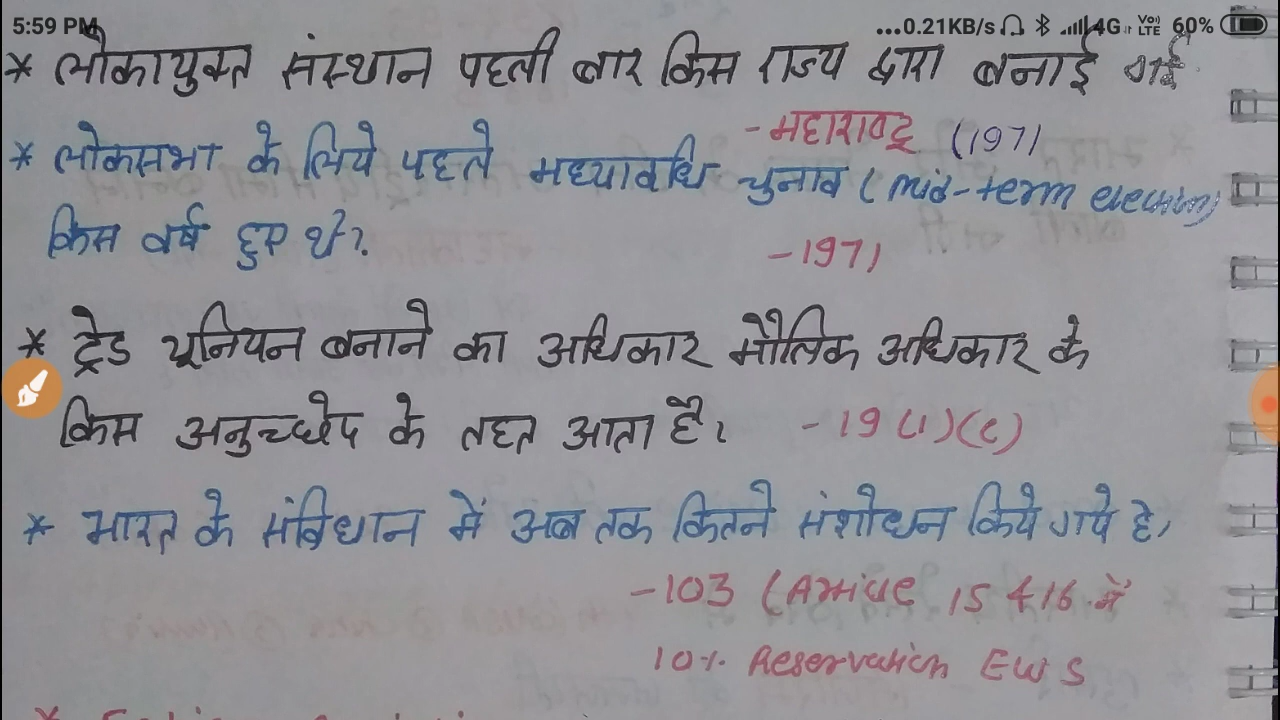 5:59 PM ...0.21KB/s 4G VoLTE 60%
* लोकायुक्त संस्थान पहली बार किस राज्य द्वारा बनाई गई
- महाराष्ट्र (1971
* लोकसभा के लिये पहले मध्यावधि चुनाव (mid-term election)
किस वर्ष हुए थे?
- 1971
* ट्रेड यूनियन बनाने का अधिकार मौलिक अधिकार के
किस अनुच्छेद के तहत आता है? - 19(1)(c)
* भारत के संविधान में अब तक कितने संशोधन किये गये है,
- 103 (Article 15 & 16 में
10% Reservation EWS